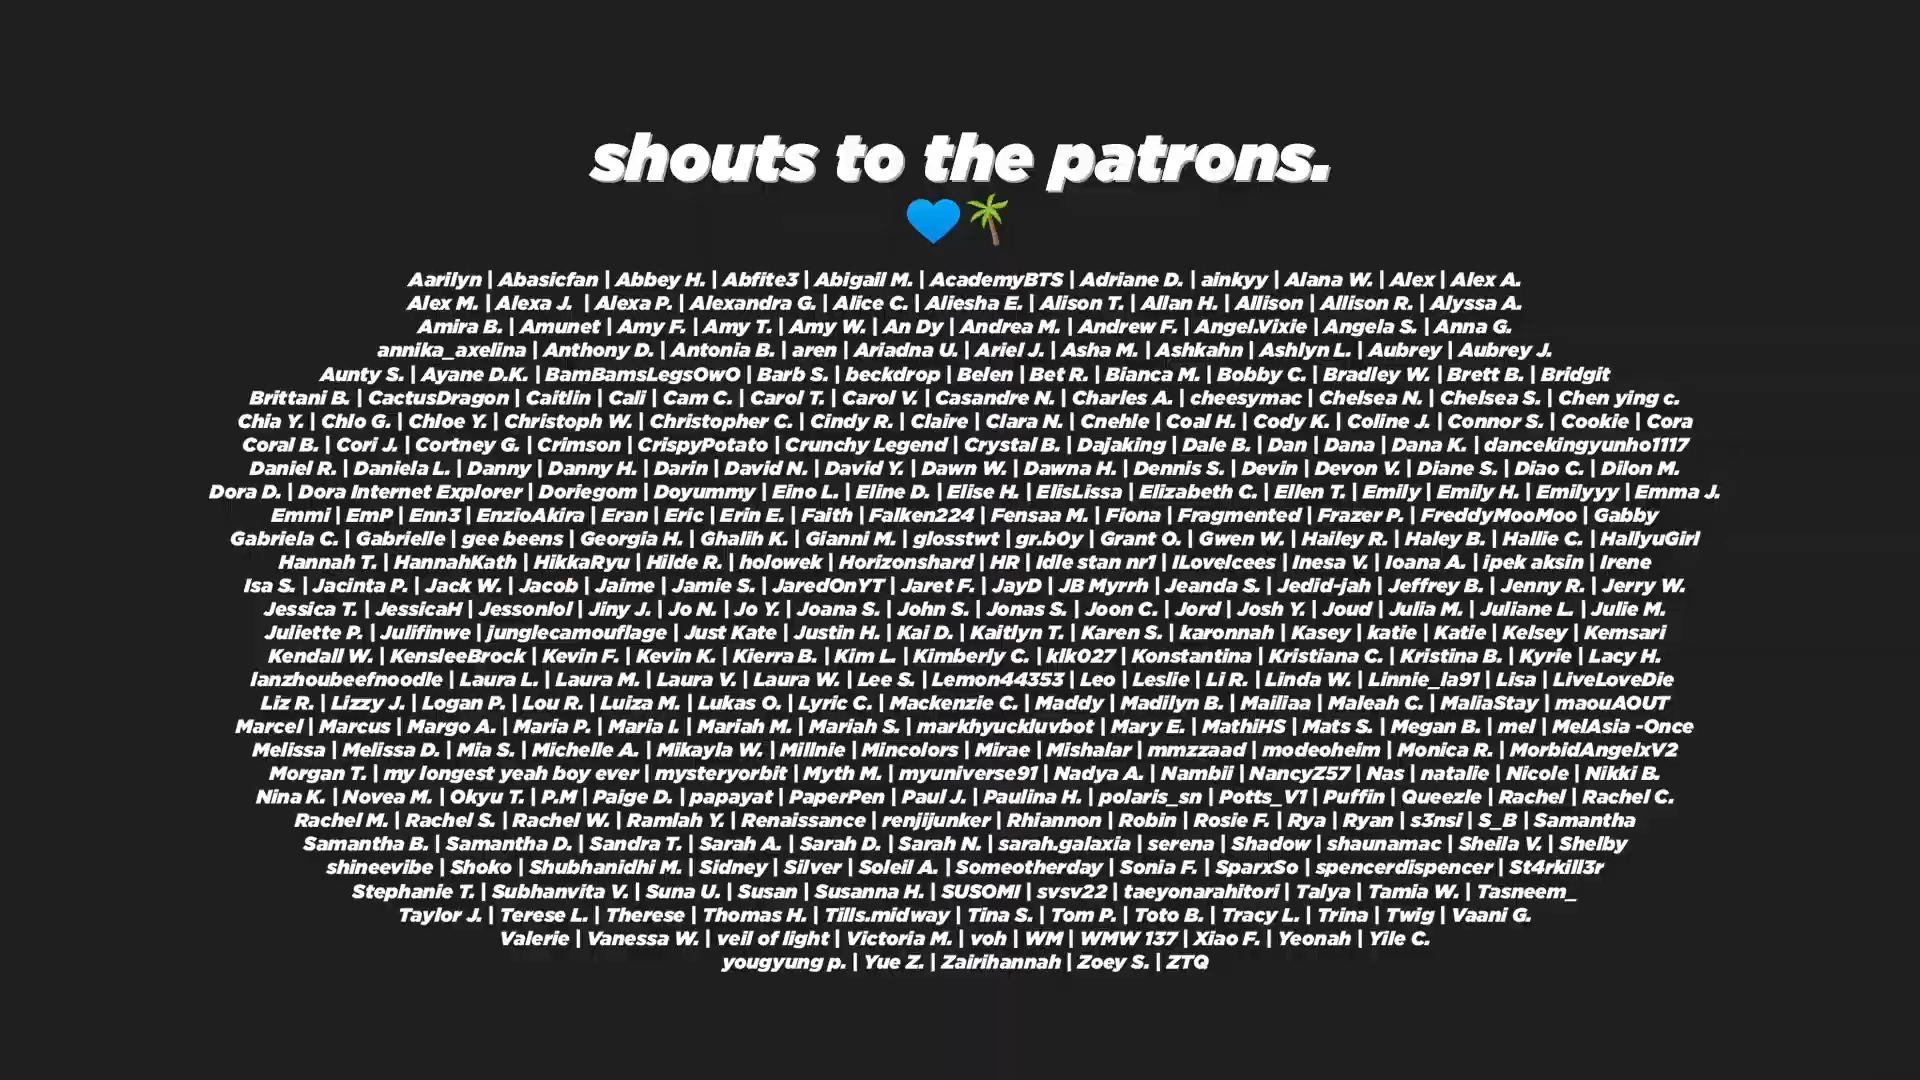 shouts to the patrons.
💙🌴
Aarilyn | Abasicfan | Abbey H. | Abfite3 | Abigail M. | AcademyBTS | Adriane D. | ainkyy | Alana W. | Alex | Alex A.
Alex M. | Alexa J. | Alexa P. | Alexandra G. | Alice C. | Aliesha E. | Alison T. | Allan H. | Allison | Allison R. | Alyssa A.
Amira B. | Amunet | Amy F. | Amy T. | Amy W. | An Dy | Andrea M. | Andrew F. | Angel.Vixie | Angela S. | Anna G.
annika_axelina | Anthony D. | Antonia B. | aren | Ariadna U. | Ariel J. | Asha M. | Ashkahn | Ashlyn L. | Aubrey | Aubrey J.
Aunty S. | Ayane D.K. | BamBamsLegsOwO | Barb S. | beckdrop | Belen | Bet R. | Bianca M. | Bobby C. | Bradley W. | Brett B. | Bridgit
Brittani B. | CactusDragon | Caitlin | Cali | Cam C. | Carol T. | Carol V. | Casandre N. | Charles A. | cheesymac | Chelsea N. | Chelsea S. | Chen ying c.
Chia Y. | Chlo G. | Chloe Y. | Christoph W. | Christopher C. | Cindy R. | Claire | Clara N. | Cnehle | Coal H. | Cody K. | Coline J. | Connor S. | Cookie | Cora
Coral B. | Cori J. | Cortney G. | Crimson | CrispyPotato | Crunchy Legend | Crystal B. | Dajaking | Dale B. | Dan | Dana | Dana K. | dancekingyunho1117
Daniel R. | Daniela L. | Danny | Danny H. | Darin | David N. | David Y. | Dawn W. | Dawna H. | Dennis S. | Devin | Devon V. | Diane S. | Diao C. | Dilon M.
Dora D. | Dora Internet Explorer | Doriegom | Doyummy | Eino L. | Eline D. | Elise H. | ElisLissa | Elizabeth C. | Ellen T. | Emily | Emily H. | Emilyyy | Emma J.
Emmi | EmP | Enn3 | EnzioAkira | Eran | Eric | Erin E. | Faith | Falken224 | Fensaa M. | Fiona | Fragmented | Frazer P. | FreddyMooMoo | Gabby
Gabriela C. | Gabrielle | gee beens | Georgia H. | Ghalih K. | Gianni M. | glosstwt | gr.b0y | Grant O. | Gwen W. | Hailey R. | Haley B. | Hallie C. | HallyuGirl
Hannah T. | HannahKath | HikkaRyu | Hilde R. | holowek | Horizonshard | HR | Idle stan nr1 | ILoveIcees | Inesa V. | Ioana A. | ipek aksin | Irene
Isa S. | Jacinta P. | Jack W. | Jacob | Jaime | Jamie S. | JaredOnYT | Jaret F. | JayD | JB Myrrh | Jeanda S. | Jedid-jah | Jeffrey B. | Jenny R. | Jerry W.
Jessica T. | JessicaH | Jessonlol | Jiny J. | Jo N. | Jo Y. | Joana S. | John S. | Jonas S. | Joon C. | Jord | Josh Y. | Joud | Julia M. | Juliane L. | Julie M.
Juliette P. | Julifinwe | junglecamouflage | Just Kate | Justin H. | Kai D. | Kaitlyn T. | Karen S. | karonnah | Kasey | katie | Katie | Kelsey | Kemsari
Kendall W. | KensleeBrock | Kevin F. | Kevin K. | Kierra B. | Kim L. | Kimberly C. | klk027 | Konstantina | Kristiana C. | Kristina B. | Kyrie | Lacy H.
lanzhoubeefnoodle | Laura L. | Laura M. | Laura V. | Laura W. | Lee S. | Lemon44353 | Leo | Leslie | Li R. | Linda W. | Linnie_la91 | Lisa | LiveLoveDie
Liz R. | Lizzy J. | Logan P. | Lou R. | Luiza M. | Lukas O. | Lyric C. | Mackenzie C. | Maddy | Madilyn B. | Mailiaa | Maleah C. | MaliaStay | maouAOUT
Marcel | Marcus | Margo A. | Maria P. | Maria I. | Mariah M. | Mariah S. | markhyuckluvbot | Mary E. | MathiHS | Mats S. | Megan B. | mel | MelAsia -Once
Melissa | Melissa D. | Mia S. | Michelle A. | Mikayla W. | Millnie | Mincolors | Mirae | Mishalar | mmzzaad | modeoheim | Monica R. | MorbidAngelxV2
Morgan T. | my longest yeah boy ever | mysteryorbit | Myth M. | myuniverse91 | Nadya A. | Nambii | NancyZ57 | Nas | natalie | Nicole | Nikki B.
Nina K. | Novea M. | Okyu T. | P.M | Paige D. | papayat | PaperPen | Paul J. | Paulina H. | polaris_sn | Potts_V1 | Puffin | Queezle | Rachel | Rachel C.
Rachel M. | Rachel S. | Rachel W. | Ramlah Y. | Renaissance | renjijunker | Rhiannon | Robin | Rosie F. | Rya | Ryan | s3nsi | S_B | Samantha
Samantha B. | Samantha D. | Sandra T. | Sarah A. | Sarah D. | Sarah N. | sarah.galaxia | serena | Shadow | shaunamac | Sheila V. | Shelby
shineevibe | Shoko | Shubhanidhi M. | Sidney | Silver | Soleil A. | Someotherday | Sonia F. | SparxSo | spencerdispencer | St4rkill3r
Stephanie T. | Subhanvita V. | Suna U. | Susan | Susanna H. | SUSOMI | svsv22 | taeyonarahitori | Talya | Tamia W. | Tasneem_
Taylor J. | Terese L. | Therese | Thomas H. | Tills.midway | Tina S. | Tom P. | Toto B. | Tracy L. | Trina | Twig | Vaani G.
Valerie | Vanessa W. | veil of light | Victoria M. | voh | WM | WMW 137 | Xiao F. | Yeonah | Yile C.
yougyung p. | Yue Z. | Zairihannah | Zoey S. | ZTQ